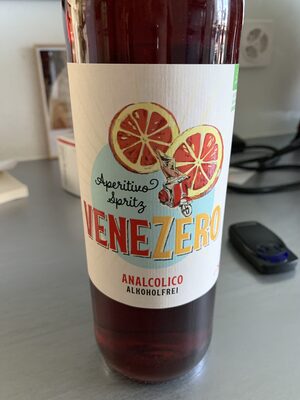 Aperitivo
Spritz
VENEZERO
ANALCOLICO
ALKOHOLFREI